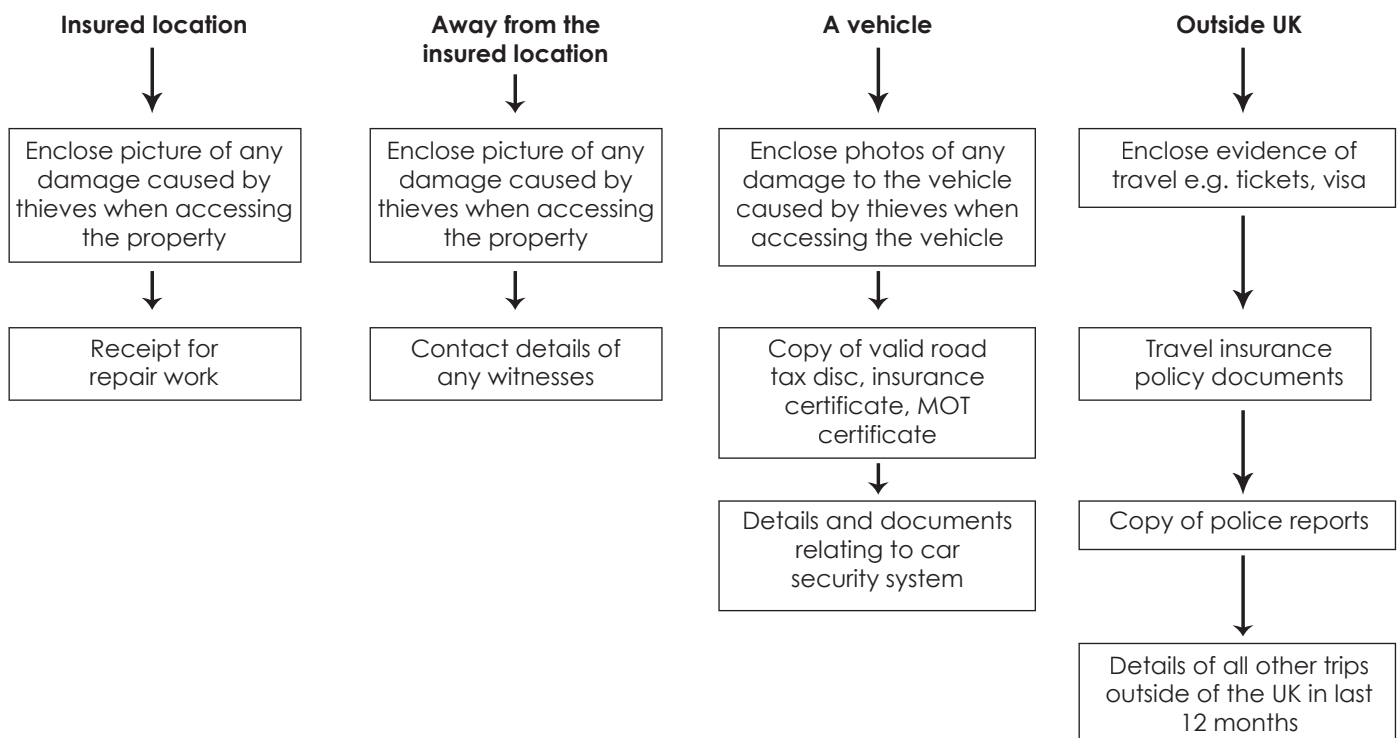 Insured location
Enclose picture of any
damage caused by
thieves when accessing
the property
Receipt for
repair work
Away from the
insured location
Enclose picture of any
damage caused by
thieves when accessing
the property
Contact details of
any witnesses
A vehicle
Enclose photos of any
damage to the vehicle
caused by thieves when
accessing the vehicle
Copy of valid road
tax disc, insurance
certificate, MOT
certificate
Details and documents
relating to car
security system
Outside UK
Enclose evidence of
travel e.g. tickets, visa
Travel insurance
policy documents
Copy of police reports
Details of all other trips
outside of the UK in last
12 months